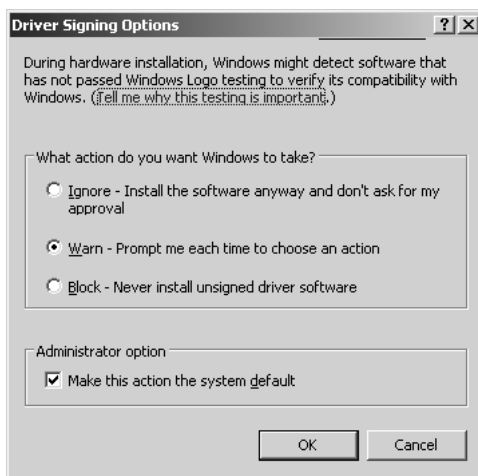 Driver Signing Options
During hardware installation, Windows might detect software that
has not passed Windows Logo testing to verify its compatibility with
Windows. (Tell me why this testing is important.)
What action do you want Windows to take?
Ignore - Install the software anyway and don't ask for my
approval
Warn - Prompt me each time to choose an action
Block - Never install unsigned driver software
Administrator option
Make this action the system default
OK Cancel